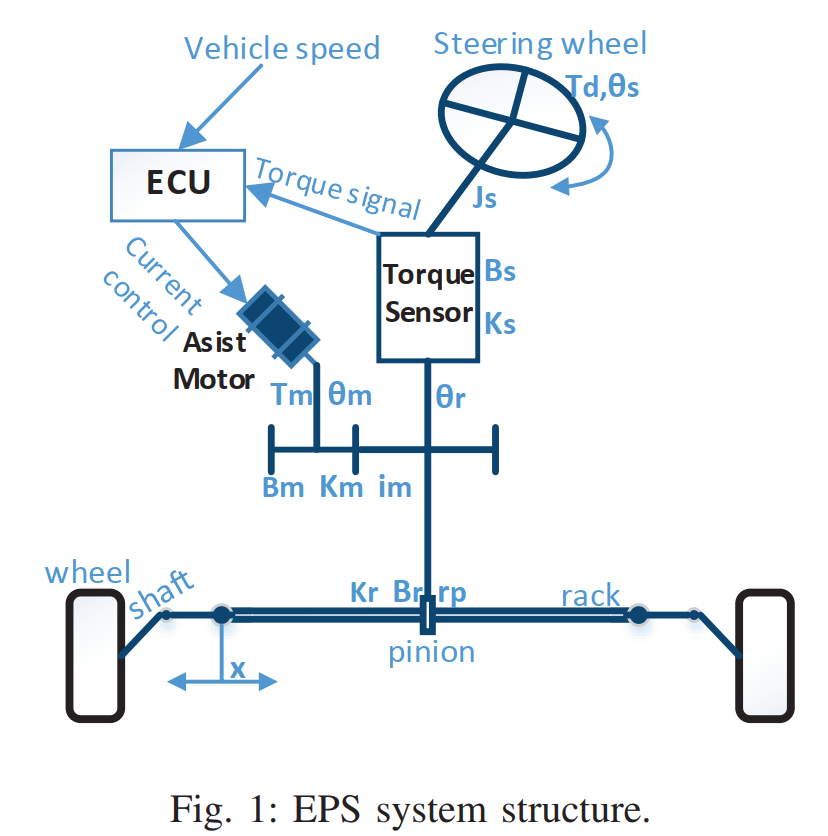 Vehicle speed
Steering wheel
Td,θs
ECU
Torque signal
Js
Torque
Sensor
Bs
Ks
Current
control
Asist
Motor
Tm θm
θr
Bm Km im
wheel
shaft
Kr Br rp
rack
pinion
x
Fig. 1: EPS system structure.